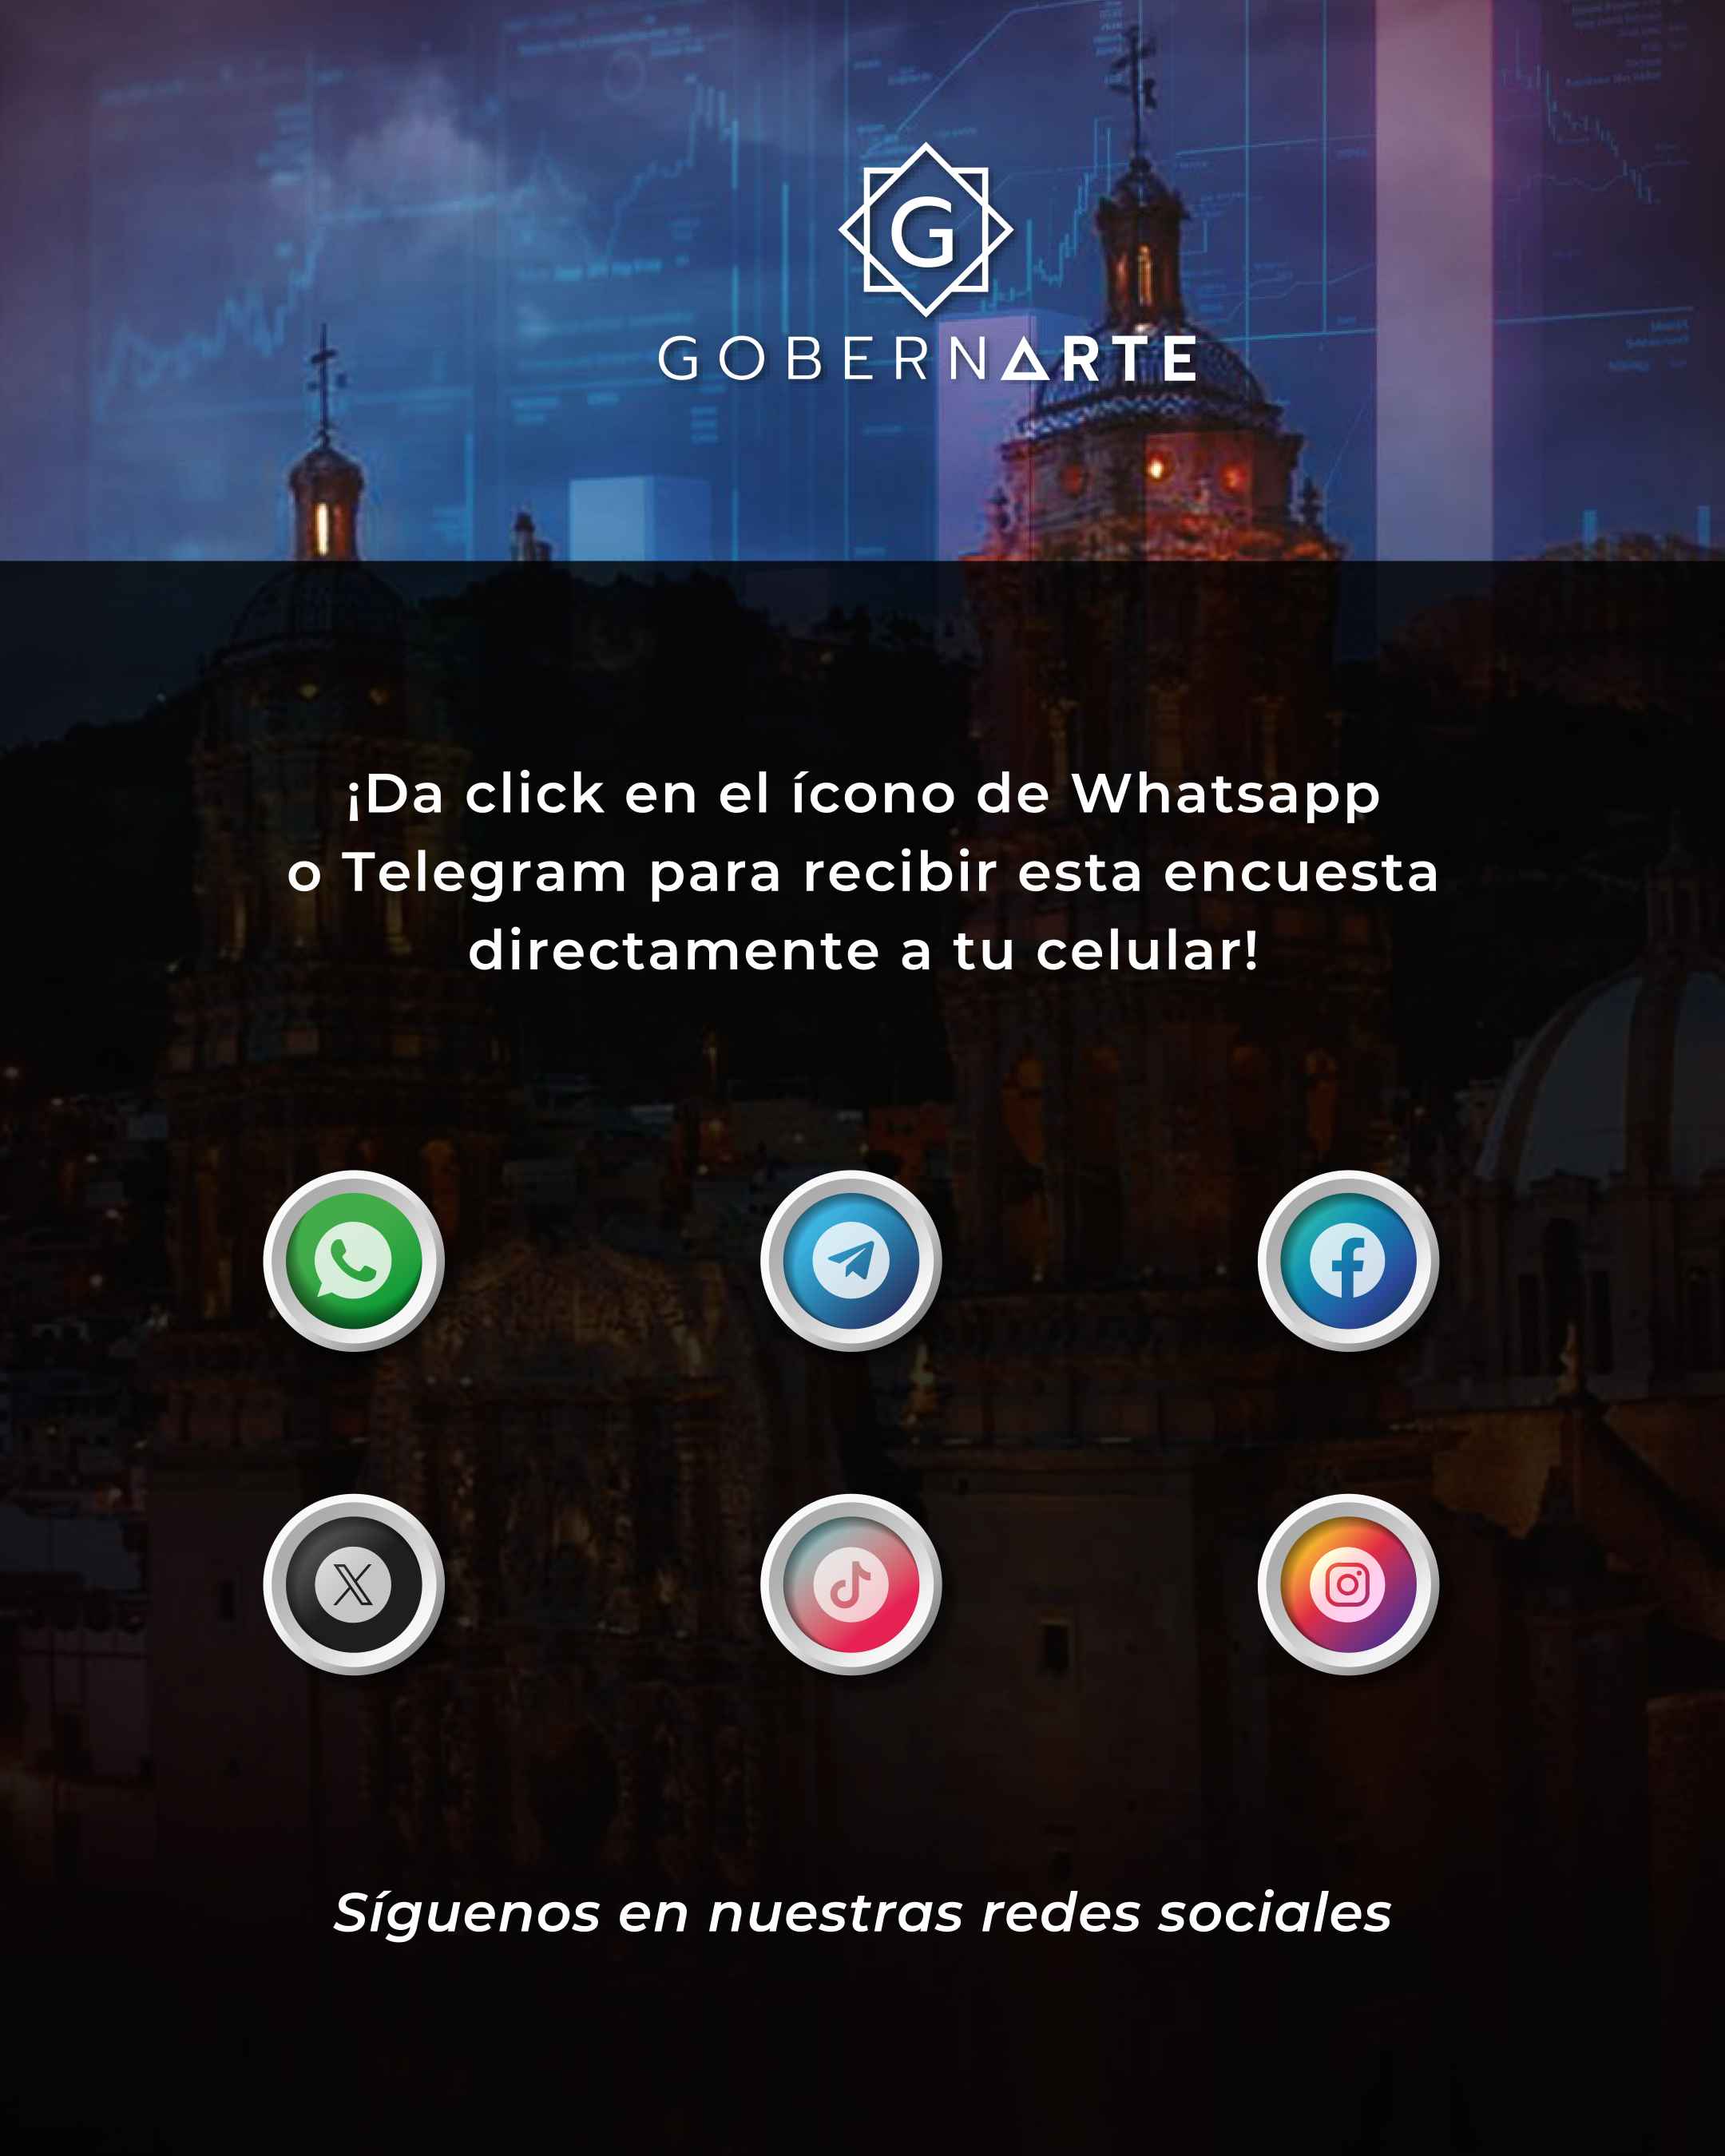 G
GOBERNARTE
¡Da click en el ícono de Whatsapp
o Telegram para recibir esta encuesta
directamente a tu celular!
Síguenos en nuestras redes sociales